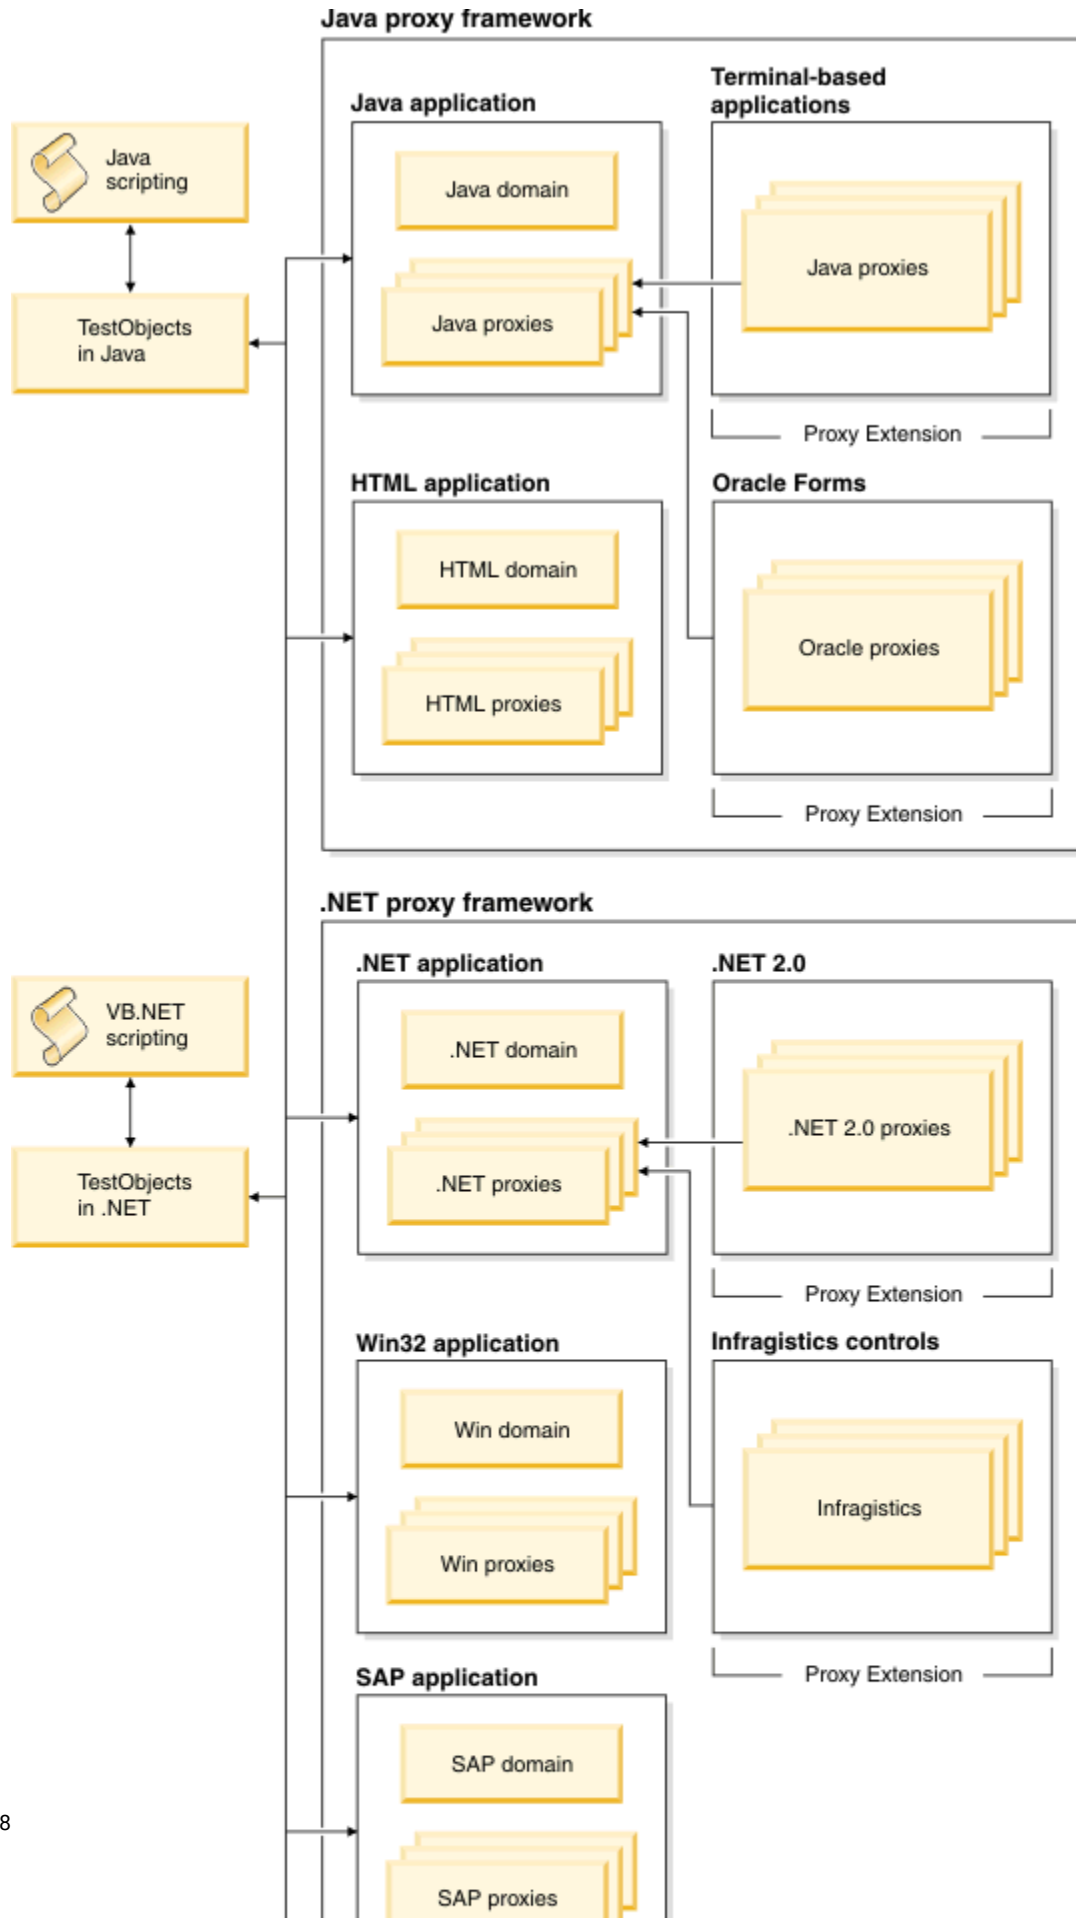 Java proxy framework
Java application
Terminal-based
applications
Java
scripting
Java domain
Java proxies
Java proxies
TestObjects
in Java
Proxy Extension
HTML application
Oracle Forms
HTML domain
Oracle proxies
HTML proxies
Proxy Extension
.NET proxy framework
.NET application
.NET 2.0
VB.NET
scripting
.NET domain
.NET 2.0 proxies
.NET proxies
TestObjects
in .NET
Proxy Extension
Win32 application
Infragistics controls
Win domain
Infragistics
Win proxies
Proxy Extension
SAP application
SAP domain
8
SAP proxies